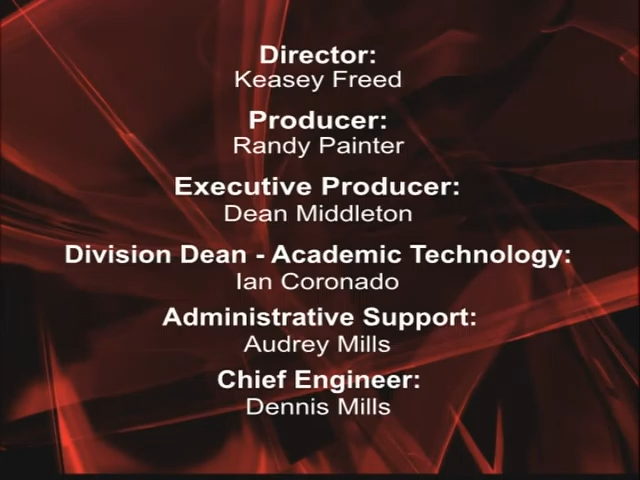 Director:
Keasey Freed
Producer:
Randy Painter
Executive Producer:
Dean Middleton
Division Dean - Academic Technology:
Ian Coronado
Administrative Support:
Audrey Mills
Chief Engineer:
Dennis Mills